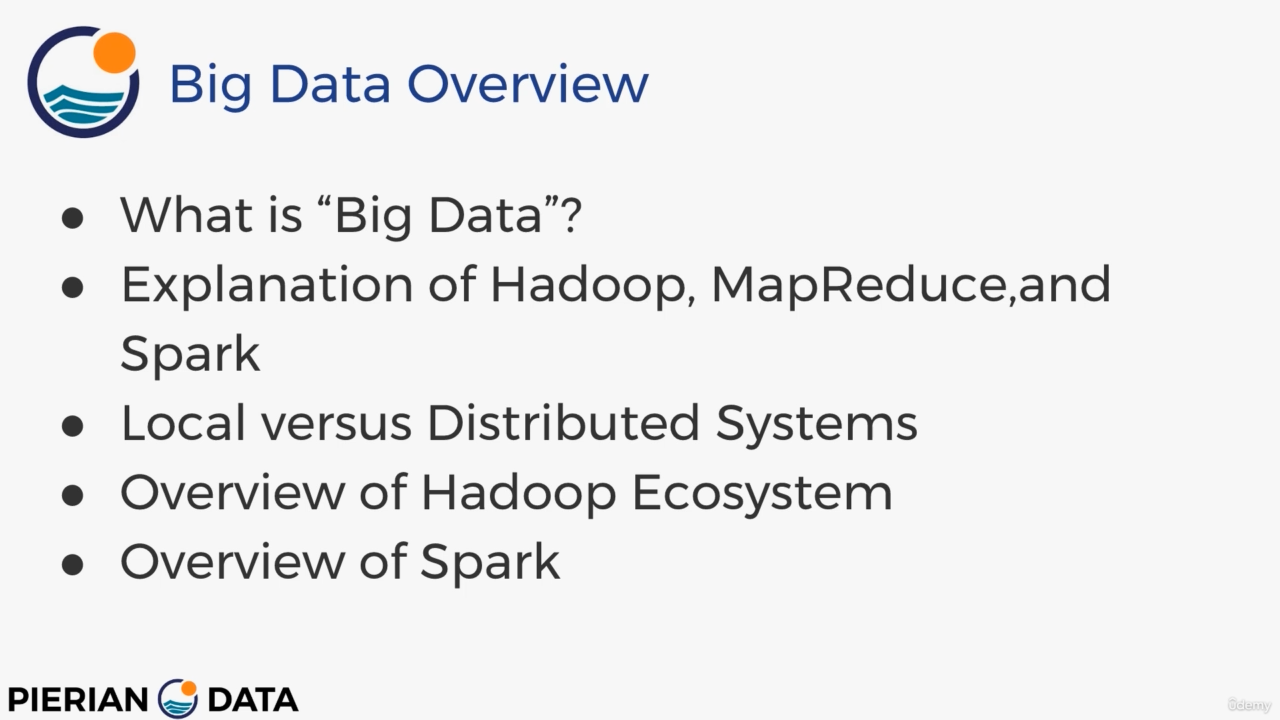 Big Data Overview
● What is “Big Data”?
● Explanation of Hadoop, MapReduce,and
Spark
● Local versus Distributed Systems
● Overview of Hadoop Ecosystem
● Overview of Spark
PIERIAN DATA
ûdemy